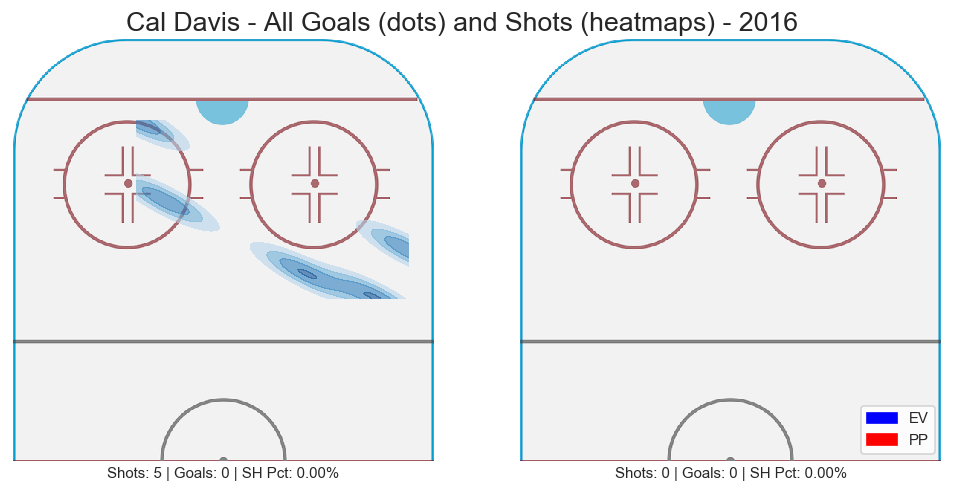 Cal Davis - All Goals (dots) and Shots (heatmaps) - 2016
EV
PP
Shots: 5 | Goals: 0 | SH Pct: 0.00%
Shots: 0 | Goals: 0 | SH Pct: 0.00%